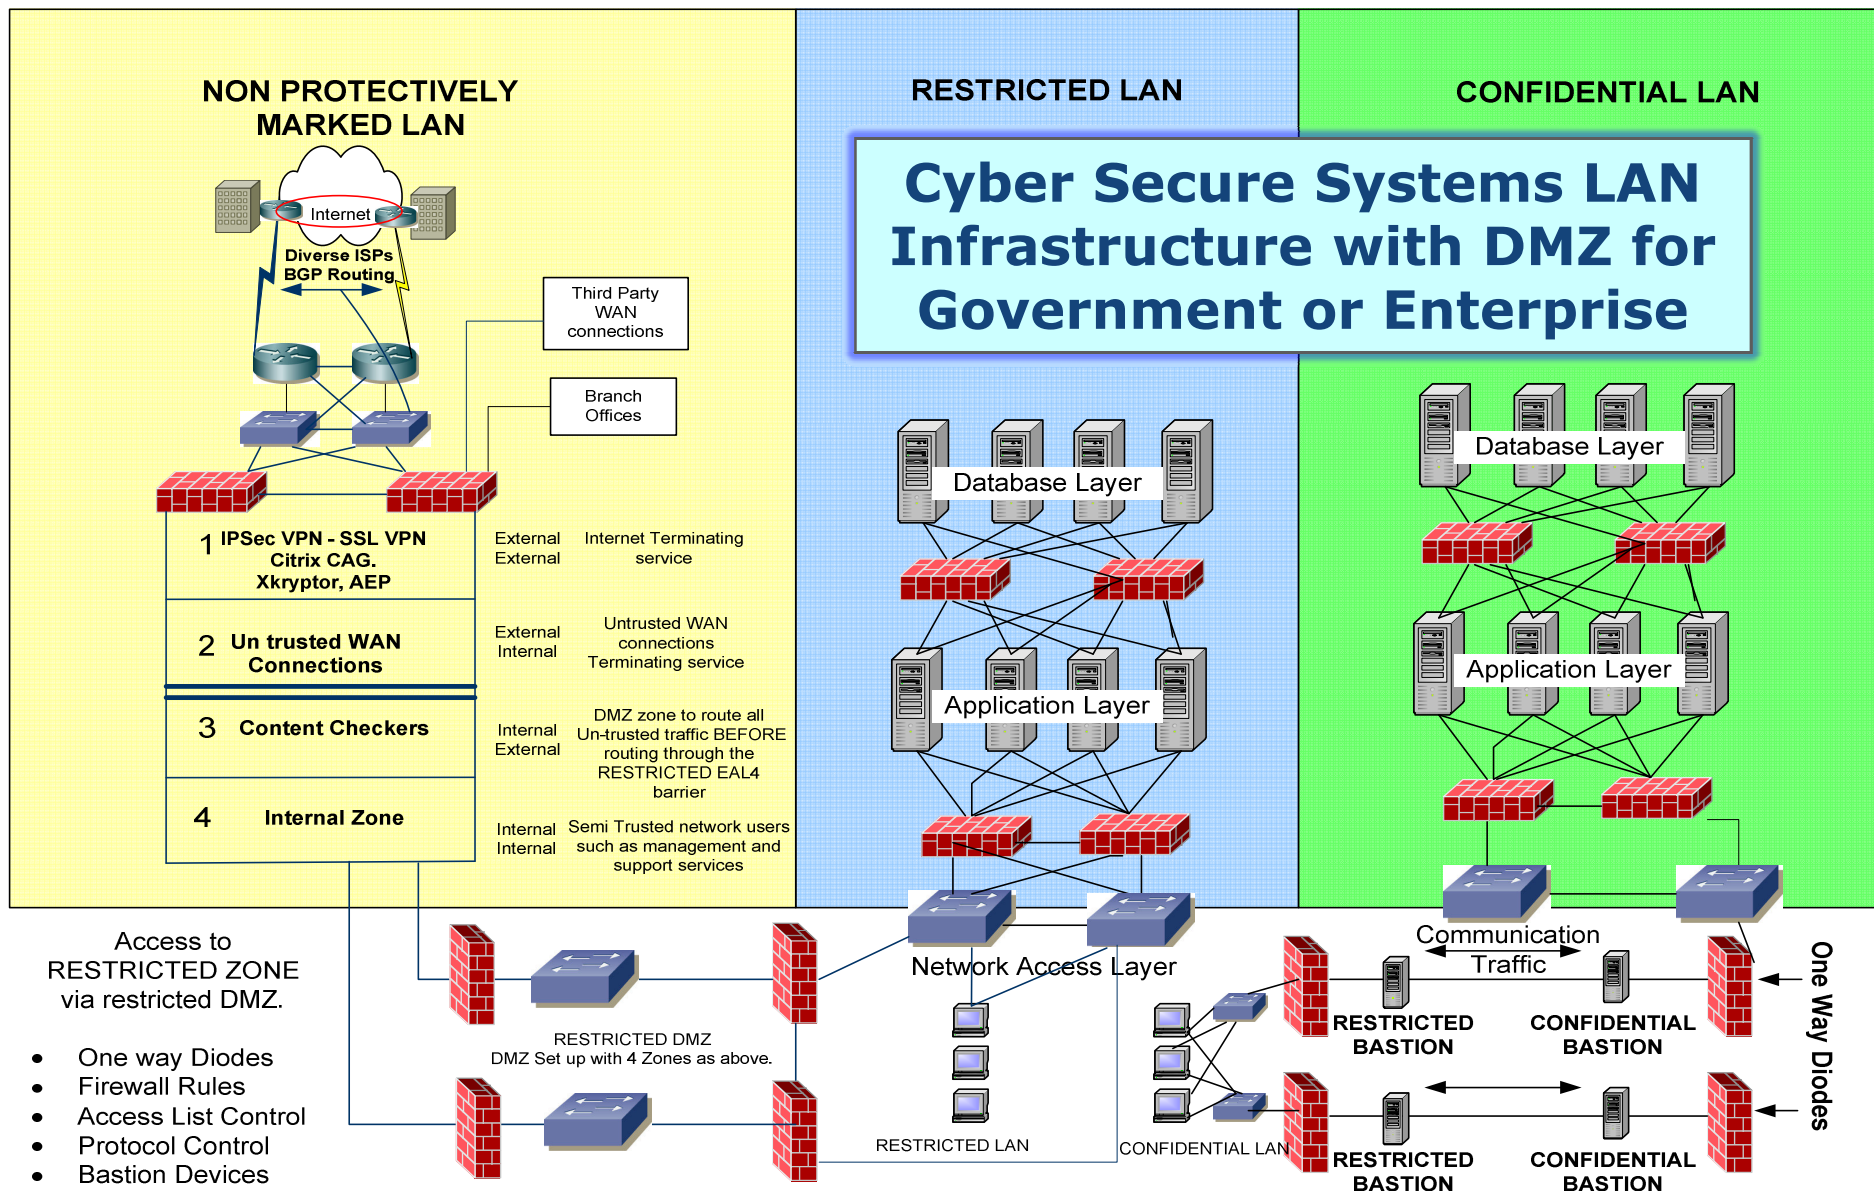 NON PROTECTIVELY
MARKED LAN
RESTRICTED LAN
CONFIDENTIAL LAN
Cyber Secure Systems LAN
Infrastructure with DMZ for
Government or Enterprise
Internet
Diverse ISPs
BGP Routing
Third Party
WAN
connections
Branch
Offices
1 IPSec VPN - SSL VPN
Citrix CAG.
Xkryptor, AEP
External
External
Internet Terminating
service
2 Un trusted WAN
Connections
External
Internal
Untrusted WAN
connections
Terminating service
3 Content Checkers
Internal
External
DMZ zone to route all
Un-trusted traffic BEFORE
routing through the
RESTRICTED EAL4
barrier
4 Internal Zone
Internal
Internal
Semi Trusted network users
such as management and
support services
Database Layer
Application Layer
Network Access Layer
Database Layer
Application Layer
Communication
Traffic
Access to
RESTRICTED ZONE
via restricted DMZ.
• One way Diodes
• Firewall Rules
• Access List Control
• Protocol Control
• Bastion Devices
RESTRICTED DMZ
DMZ Set up with 4 Zones as above.
RESTRICTED LAN
CONFIDENTIAL LAN
RESTRICTED
BASTION
CONFIDENTIAL
BASTION
RESTRICTED
BASTION
CONFIDENTIAL
BASTION
One Way Diodes